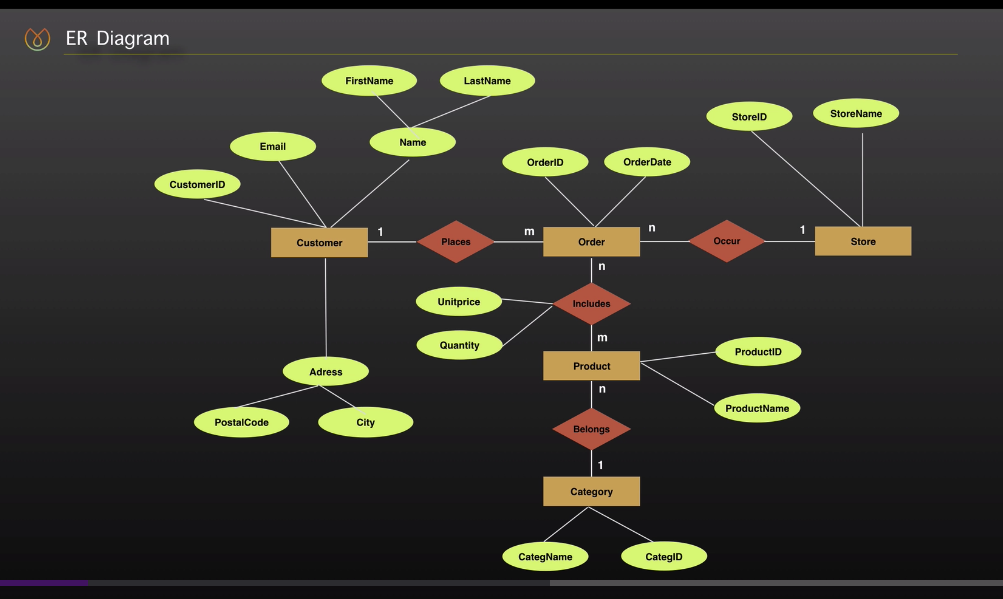 ER Diagram
FirstName
LastName
StoreID
StoreName
Name
Email
OrderID
OrderDate
CustomerID
Customer
1
Places
m
Order
n
Occur
1
Store
n
Unitprice
Includes
Quantity
m
Product
ProductID
Adress
n
ProductName
PostalCode
City
Belongs
1
Category
CategName
CategID